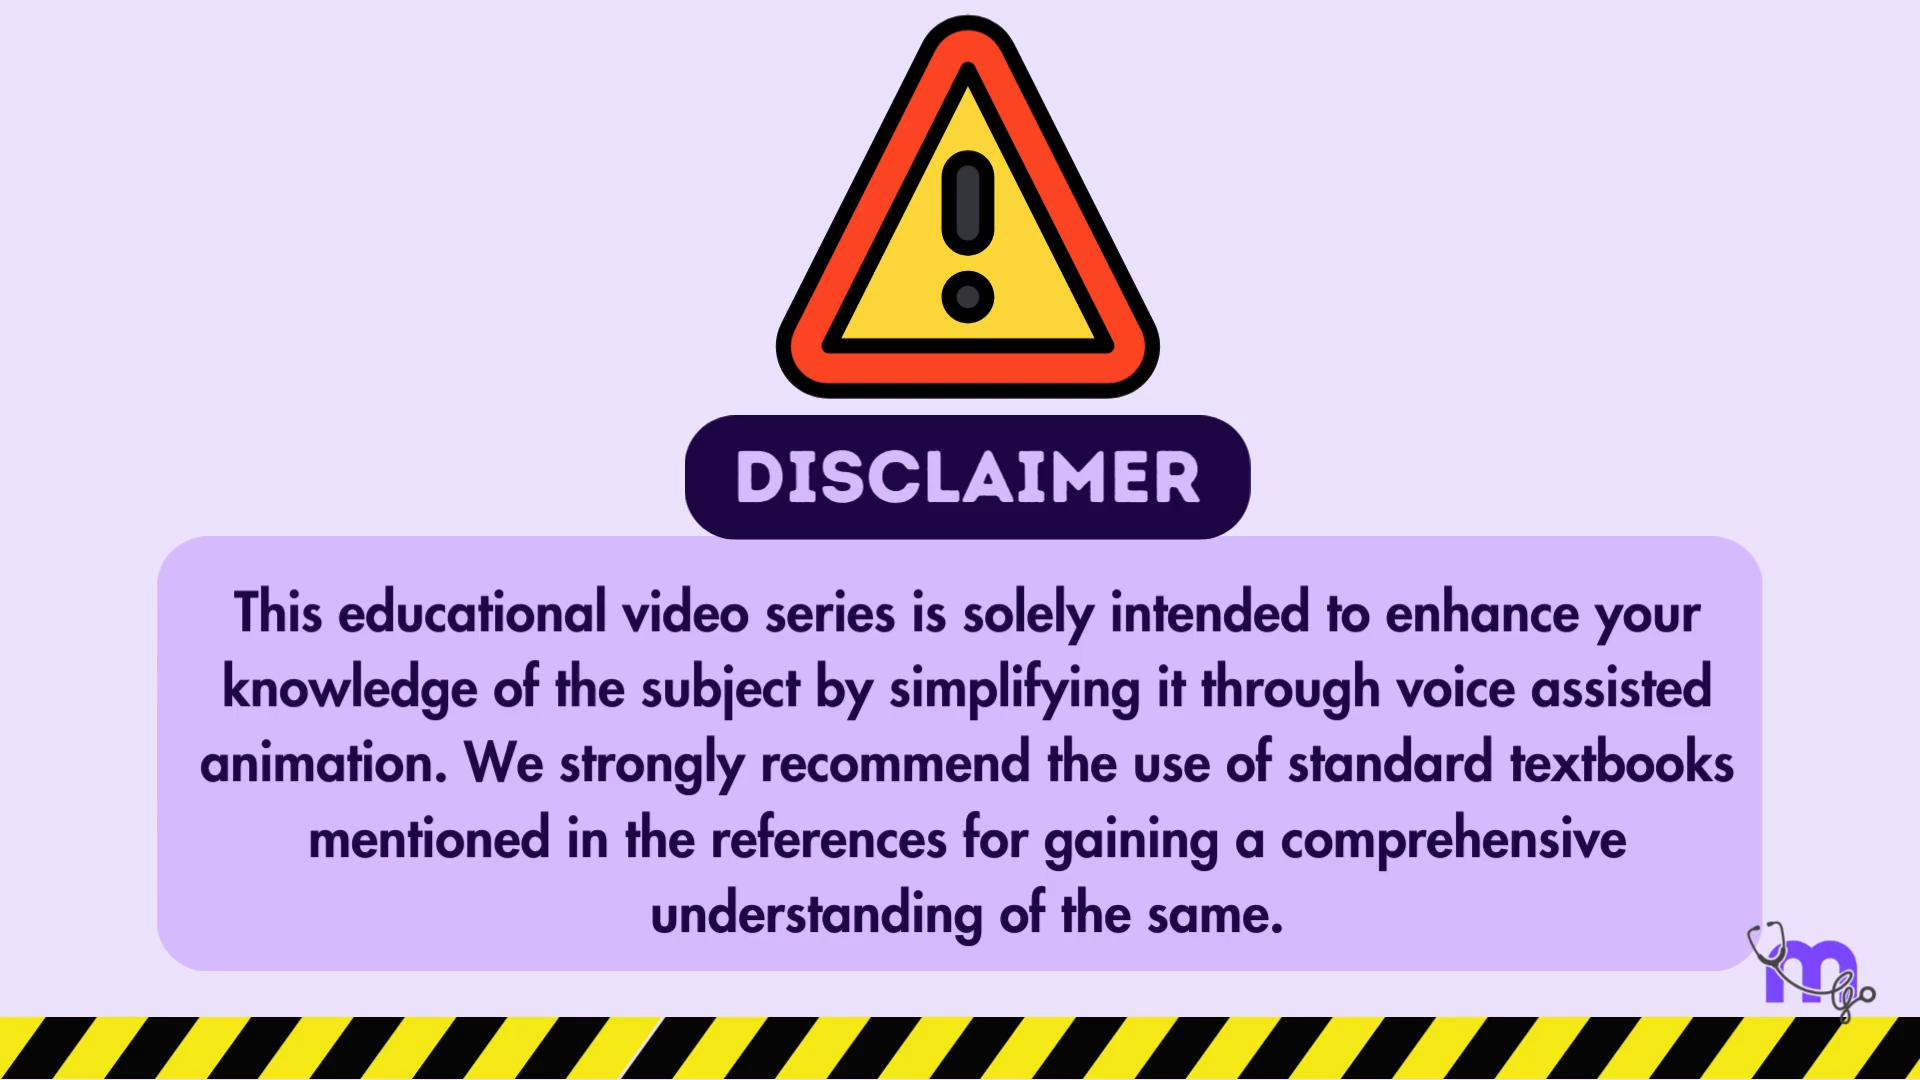 DISCLAIMER
This educational video series is solely intended to enhance your
knowledge of the subject by simplifying it through voice assisted
animation. We strongly recommend the use of standard textbooks
mentioned in the references for gaining a comprehensive
understanding of the same.
m
go